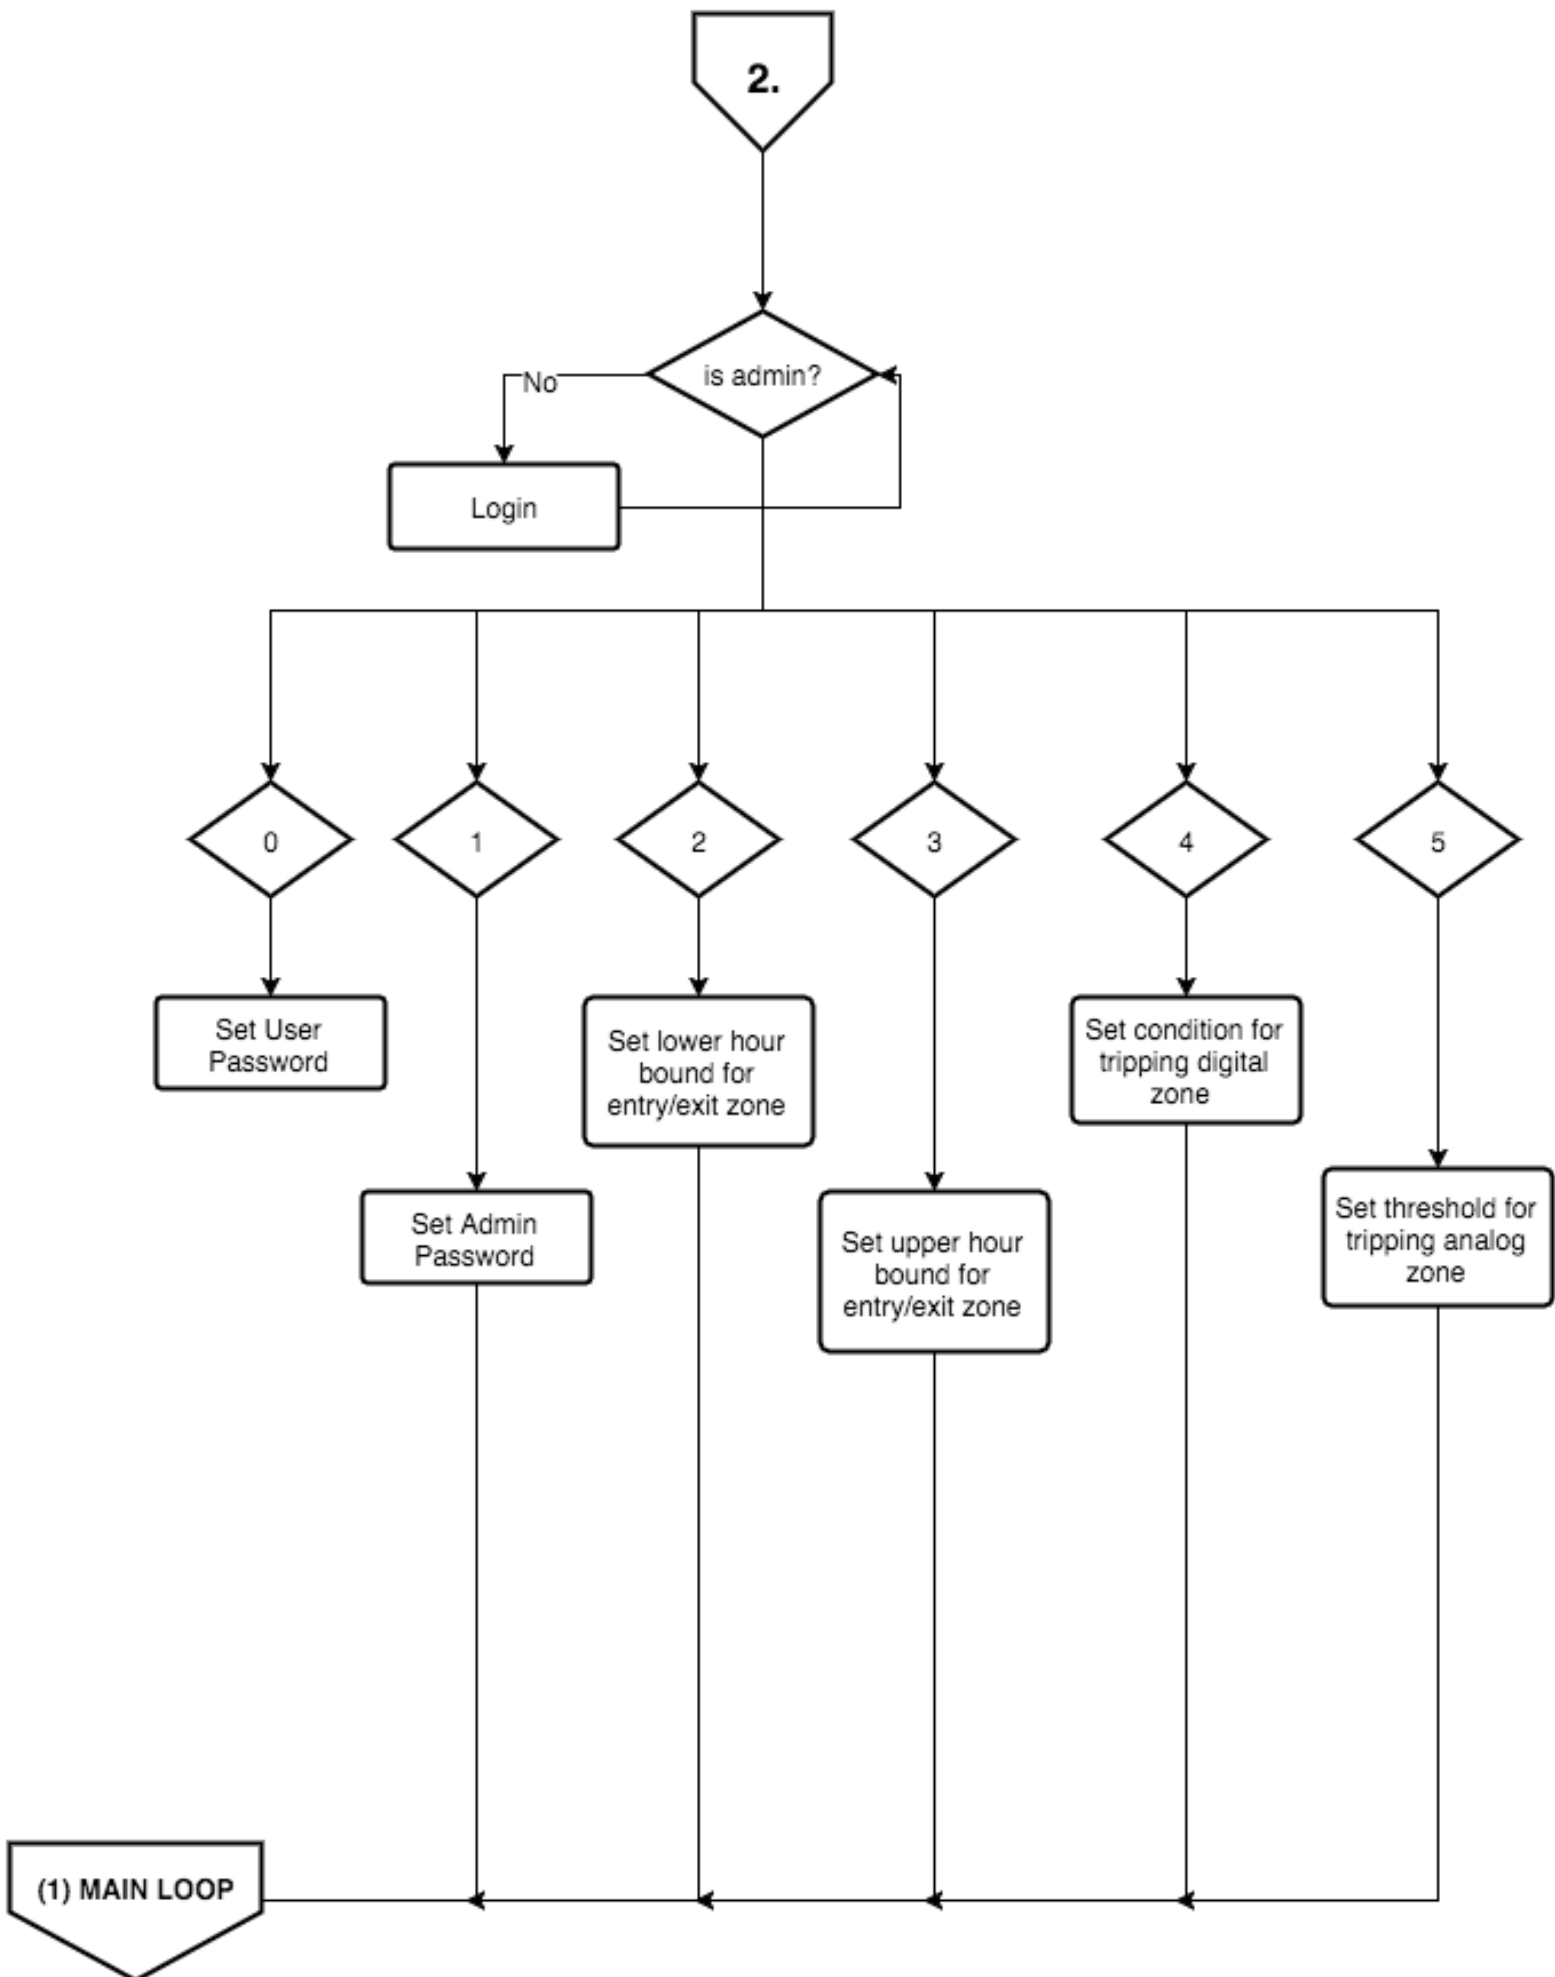 2.
is admin?
No
Login
0
1
2
3
4
5
Set User
Password
Set lower hour
bound for
entry/exit zone
Set condition for
tripping digital
zone
Set Admin
Password
Set upper hour
bound for
entry/exit zone
Set threshold for
tripping analog
zone
(1) MAIN LOOP